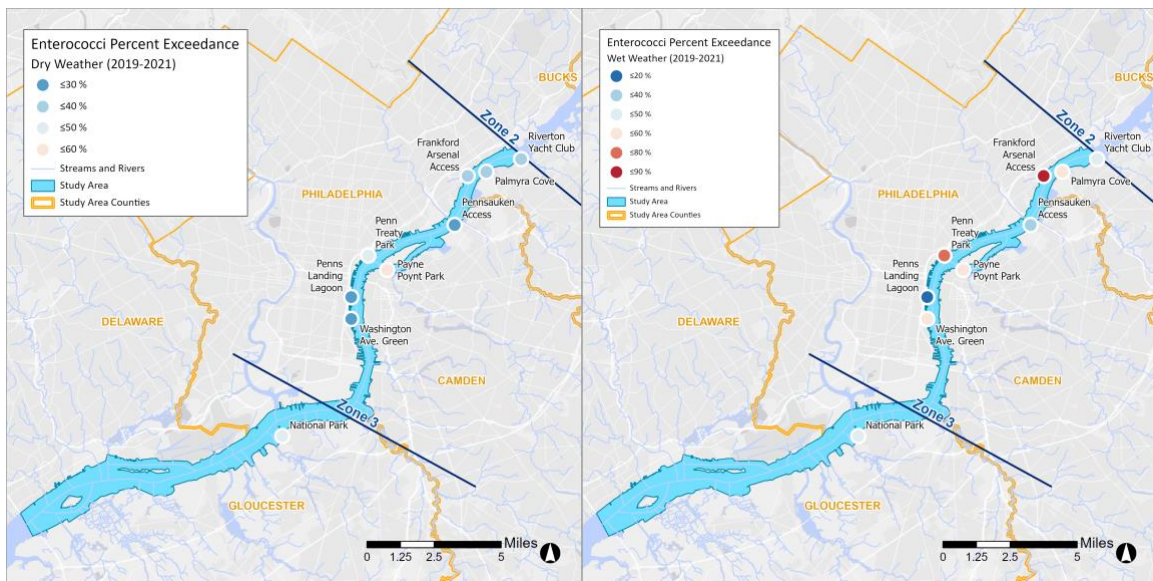 Enterococci Percent Exceedance
Dry Weather (2019-2021)
≤30 %
≤40 %
≤50 %
≤60 %
Streams and Rivers
Study Area
Study Area Counties
BUCKS
Zone 2
Frankford
Arsenal
Access
Riverton
Yacht Club
Palmyra Cove
PHILADELPHIA
Pennsauken
Access
Penn
Treaty
Park
Penns
Landing
Lagoon
Payne
Poynt Park
DELAWARE
Washington
Ave. Green
CAMDEN
Zone 3
National Park
GLOUCESTER
Miles
0 1.25 2.5 5
Enterococci Percent Exceedance
Wet Weather (2019-2021)
≤20 %
≤40 %
≤50 %
≤60 %
≤80 %
≤90 %
Streams and Rivers
Study Area
Study Area Counties
BUCKS
Zone 2
Frankford
Arsenal
Access
Riverton
Yacht Club
Palmyra Cove
PHILADELPHIA
Pennsauken
Access
Penn
Treaty
Park
Penns
Landing
Lagoon
Payne
Poynt Park
DELAWARE
Washington
Ave. Green
CAMDEN
Zone 3
National Park
GLOUCESTER
Miles
0 1.25 2.5 5